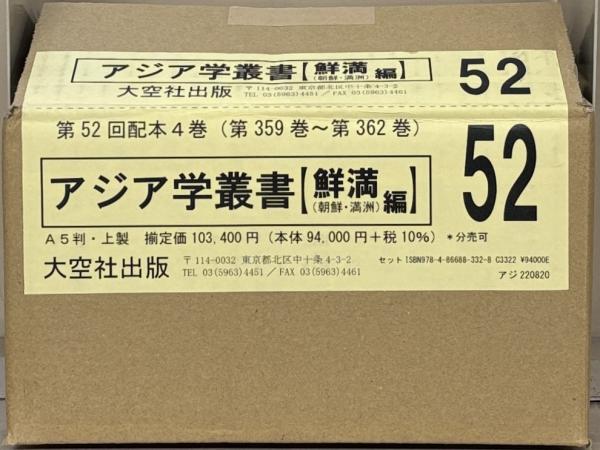 アジア学叢書【鮮満(朝鮮・満洲)編】 52
大空社出版 〒114-0032 東京都北区中十条4-3-2
TEL 03(5963)4451／FAX 03(5963)4461
第52回配本4巻（第359巻～第362巻）
アジア学叢書【鮮満(朝鮮・満洲)編】 52
A5判・上製 揃定価103,400円（本体94,000円＋税10%）＊分売可
大空社出版 〒114-0032 東京都北区中十条4-3-2
TEL 03(5963)4451／FAX 03(5963)4461
セット ISBN978-4-86688-332-8 C3322 ¥94000E
アジ 220820